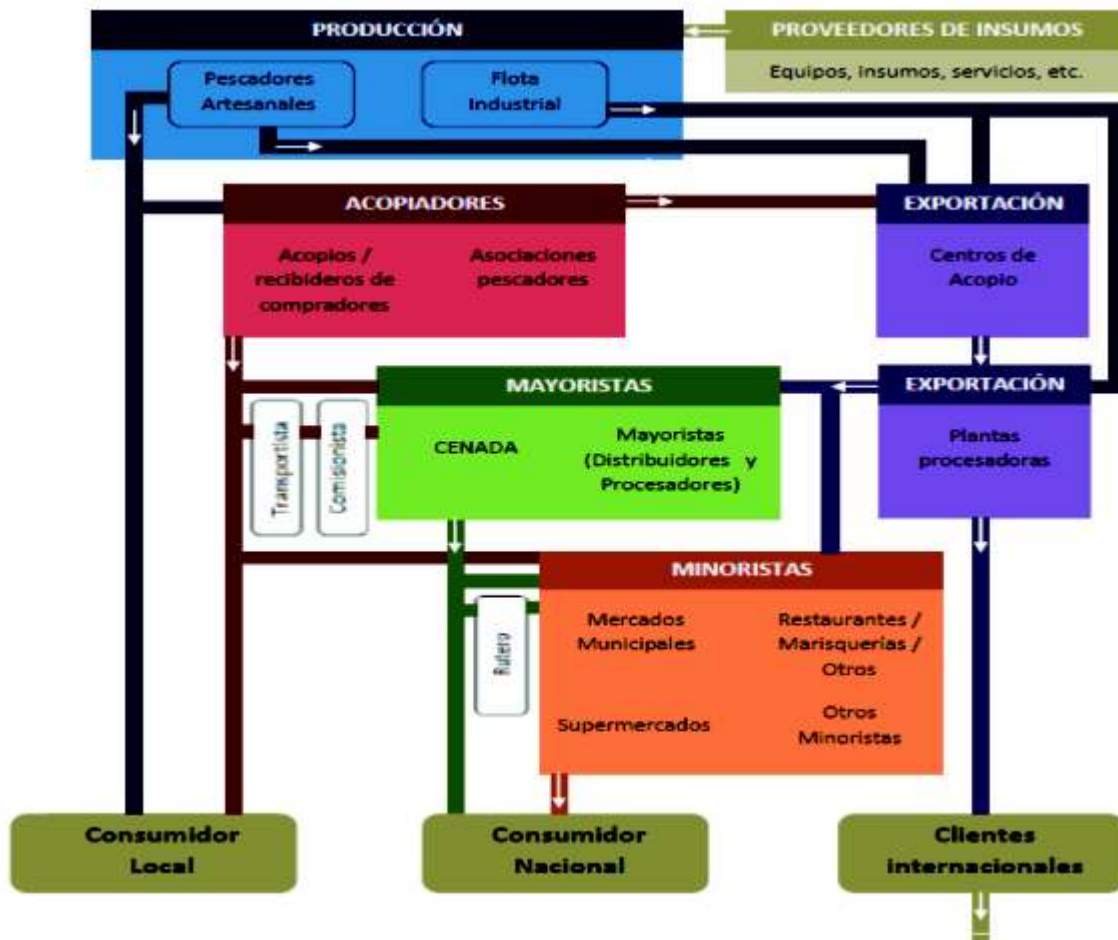 PRODUCCIÓN
PROVEEDORES DE INSUMOS
Equipos, insumos, servicios, etc.
Pescadores
Artesanales
Flota
Industrial
ACOPIADORES
Acopios /
recibideros de
compradores
Asociaciones
pescadores
EXPORTACIÓN
Centros de
Acopio
MAYORISTAS
CENADA
Mayoristas
(Distribuidores y
Procesadores)
EXPORTACIÓN
Plantas
procesadoras
Transportista
Comisionista
MINORISTAS
Mercados
Municipales
Restaurantes /
Marisquerías /
Otros
Supermercados
Otros
Minoristas
Rutero
Consumidor
Local
Consumidor
Nacional
Clientes
internacionales